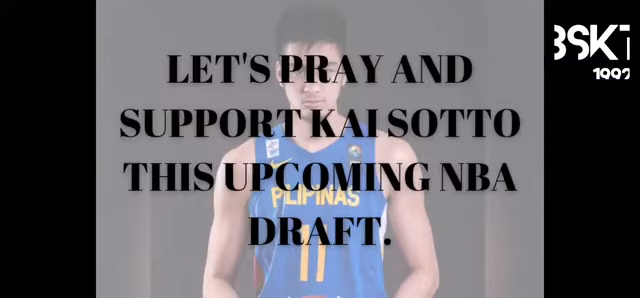 BSKT
1992
LET'S PRAY AND
SUPPORT KAI SOTTO
THIS UPCOMING NBA
PILIPINAS
DRAFT.
11